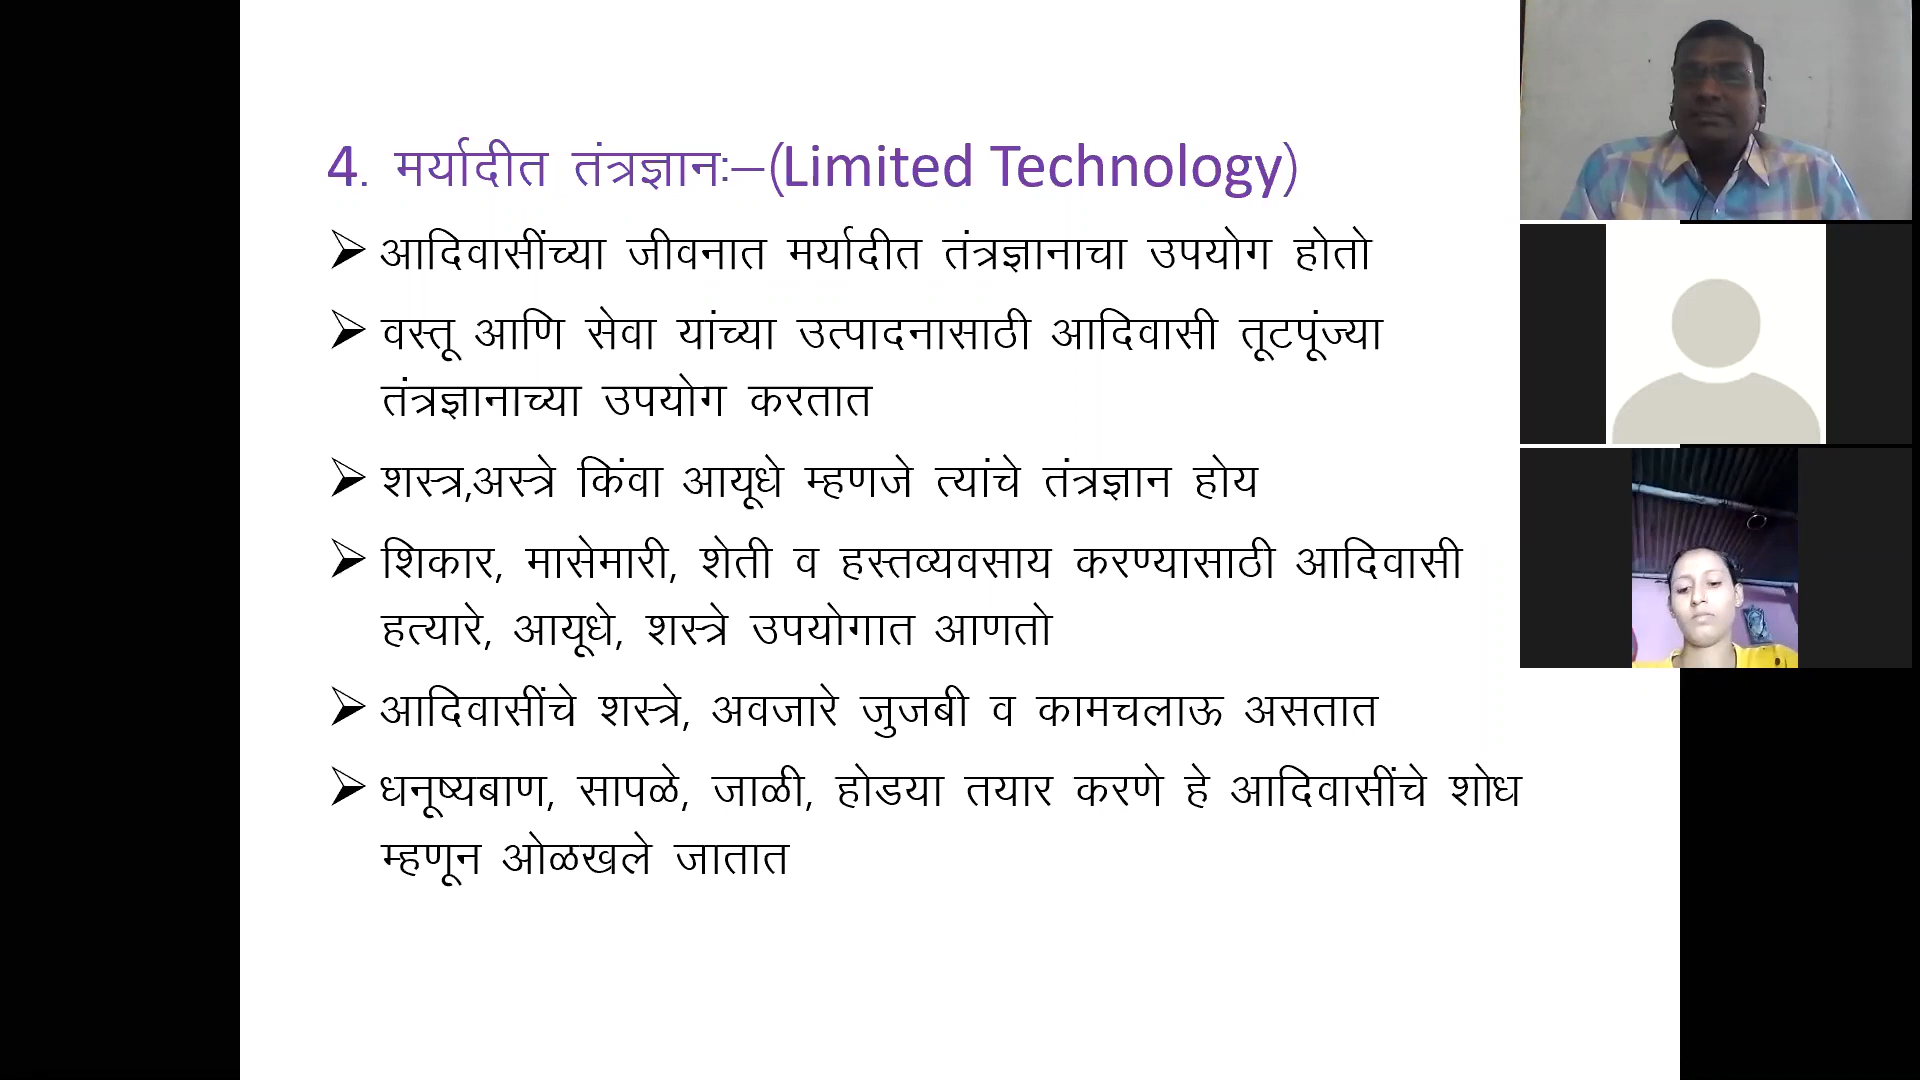 4. मर्यादीत तंत्रज्ञानः–(Limited Technology)
➢ आदिवासींच्या जीवनात मर्यादीत तंत्रज्ञानाचा उपयोग होतो
➢ वस्तू आणि सेवा यांच्या उत्पादनासाठी आदिवासी तूटपूंज्या
तंत्रज्ञानाच्या उपयोग करतात
➢ शस्त्र,अस्त्रे किंवा आयूधे म्हणजे त्यांचे तंत्रज्ञान होय
➢ शिकार, मासेमारी, शेती व हस्तव्यवसाय करण्यासाठी आदिवासी
हत्यारे, आयूधे, शस्त्रे उपयोगात आणतो
➢ आदिवासींचे शस्त्रे, अवजारे जुजबी व कामचलाऊ असतात
➢ धनूष्यबाण, सापळे, जाळी, होडया तयार करणे हे आदिवासींचे शोध
म्हणून ओळखले जातात